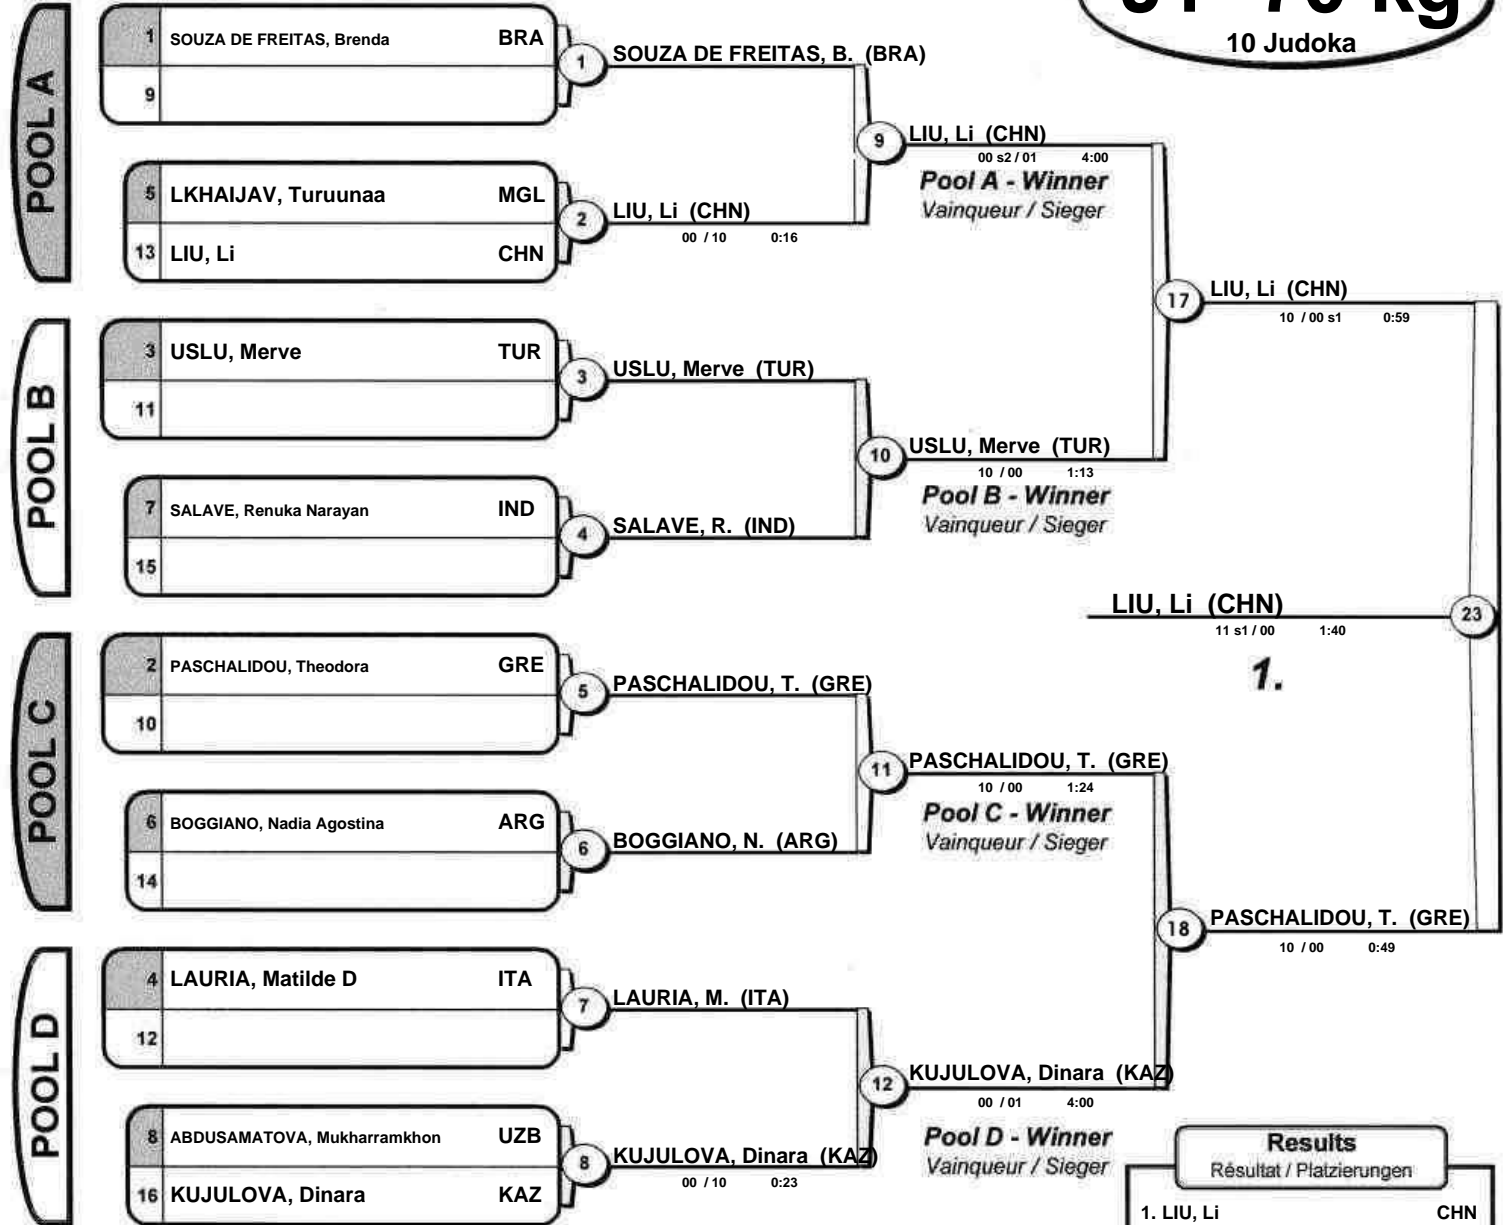 10 Judoka
POOL A
1 SOUZA DE FREITAS, Brenda BRA
9
1
SOUZA DE FREITAS, B. (BRA)
5 LKHAIJAV, Turuunaa MGL
13 LIU, Li CHN
2
LIU, Li (CHN)
00 / 10 0:16
9
LIU, Li (CHN)
00 s2 / 01 4:00
Pool A - Winner
Vainqueur / Sieger
POOL B
3 USLU, Merve TUR
11
3
USLU, Merve (TUR)
7 SALAVE, Renuka Narayan IND
15
4
SALAVE, R. (IND)
10
USLU, Merve (TUR)
10 / 00 1:13
Pool B - Winner
Vainqueur / Sieger
17
LIU, Li (CHN)
10 / 00 s1 0:59
LIU, Li (CHN)
11 s1 / 00 1:40
23
1.
POOL C
2 PASCHALIDOU, Theodora GRE
10
5
PASCHALIDOU, T. (GRE)
6 BOGGIANO, Nadia Agostina ARG
14
6
BOGGIANO, N. (ARG)
11
PASCHALIDOU, T. (GRE)
10 / 00 1:24
Pool C - Winner
Vainqueur / Sieger
18
PASCHALIDOU, T. (GRE)
10 / 00 0:49
POOL D
4 LAURIA, Matilde D ITA
12
7
LAURIA, M. (ITA)
8 ABDUSAMATOVA, Mukharramkhon UZB
16 KUJULOVA, Dinara KAZ
8
KUJULOVA, Dinara (KAZ)
00 / 10 0:23
12
KUJULOVA, Dinara (KAZ)
00 / 01 4:00
Pool D - Winner
Vainqueur / Sieger
Results
Résultat / Platzierungen
1. LIU, Li CHN